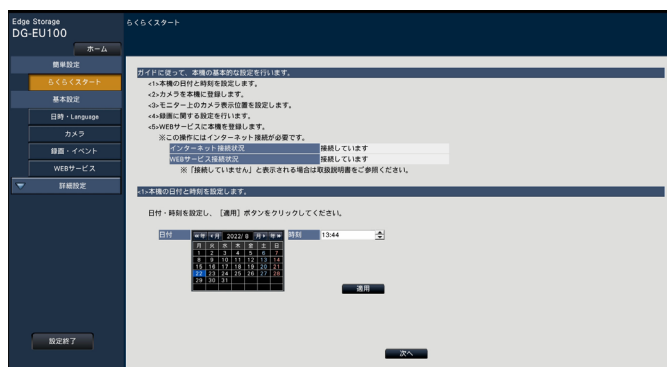 Edge Storage
DG-EU100
ホーム
簡単設定
らくらくスタート
基本設定
日時・Language
カメラ
録画・イベント
WEBサービス
詳細設定
設定終了
らくらくスタート
ガイドに従って、本機の基本的な設定を行います。
<1>本機の日付と時刻を設定します。
<2>カメラを本機に登録します。
<3>モニター上のカメラ表示位置を設定します。
<4>録画に関する設定を行います。
<5>WEBサービスに本機を登録します。
※この操作にはインターネット接続が必要です。
インターネット接続状況 接続しています
WEBサービス接続状況 接続しています
※「接続していません」と表示される場合は取扱説明書をご参照ください。
<1>本機の日付と時刻を設定します。
日付・時刻を設定し、[適用] ボタンをクリックしてください。
日付 ◀◀年 ◀月 2022/ 8 月▶ 年▶▶ 時刻 13:44
月 火 水 木 金 土 日
1 2 3 4 5 6 7
8 9 10 11 12 13 14
15 16 17 18 19 20 21
22 23 24 25 26 27 28
29 30 31
適用
次へ